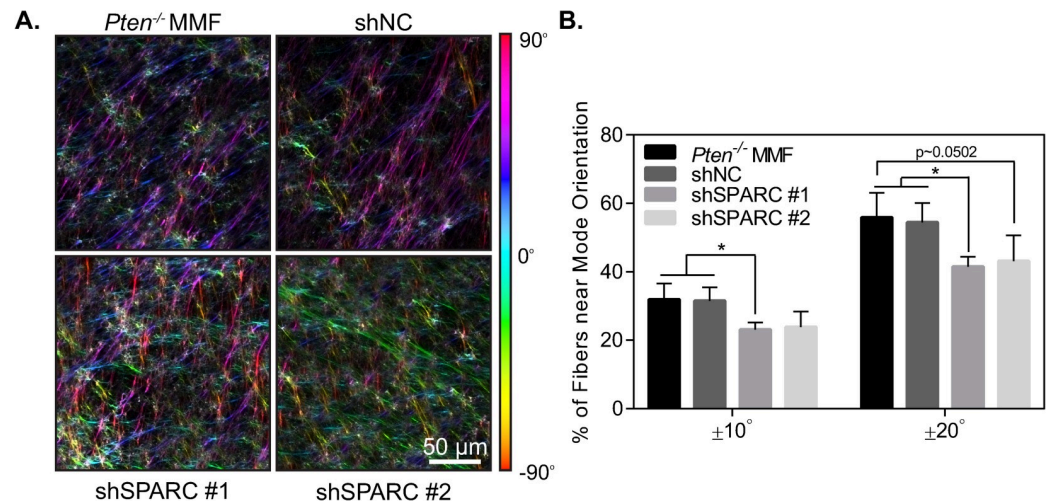 A.
Pten-/- MMF
shNC
90°
0°
-90°
50 µm
shSPARC #1
shSPARC #2
B.
% of Fibers near Mode Orientation
80
60
40
20
0
Pten-/- MMF
shNC
shSPARC #1
shSPARC #2
*
*
p~0.0502
±10°
±20°